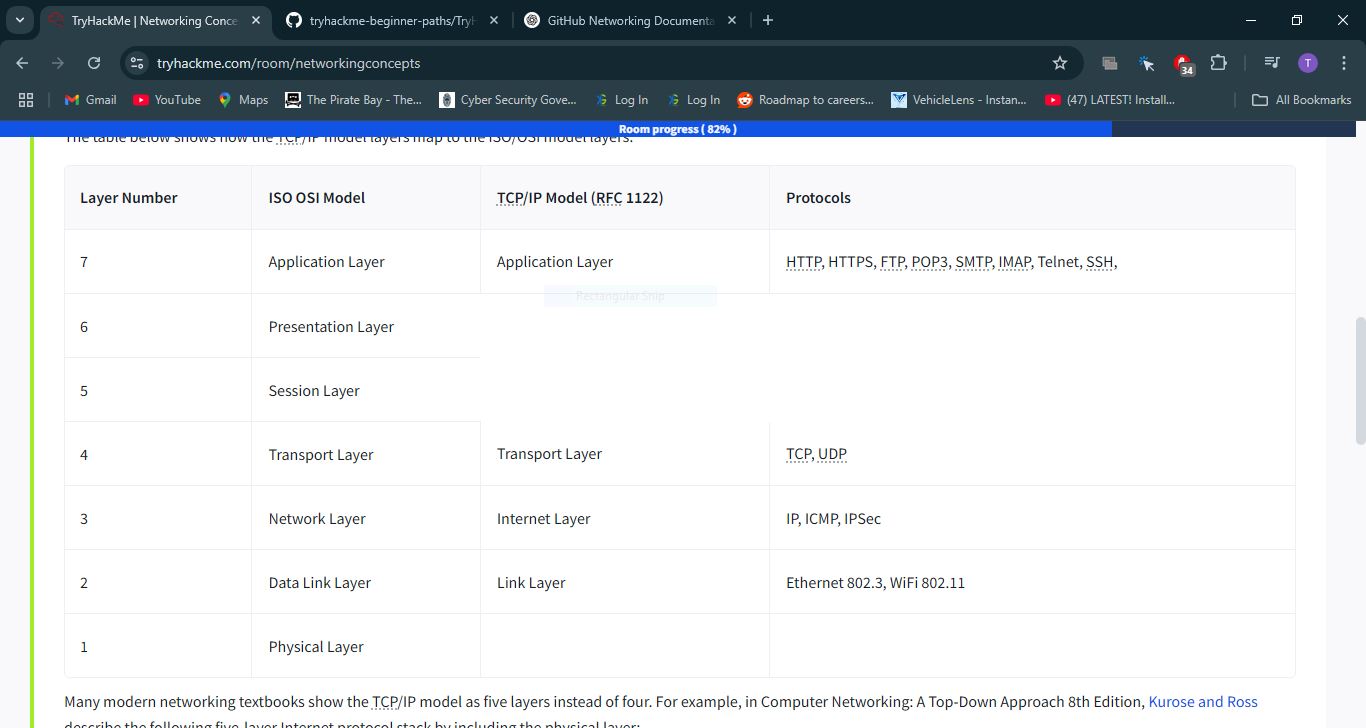 TryHackMe | Networking Conce
tryhackme-beginner-paths/TryH
GitHub Networking Documenta
tryhackme.com/room/networkingconcepts
34
T
Gmail
YouTube
Maps
The Pirate Bay - The...
Cyber Security Gove...
Log In
Log In
Roadmap to careers...
VehicleLens - Instan...
(47) LATEST! Install...
All Bookmarks
Room progress ( 82% )
The table below shows how the TCP/IP model layers map to the ISO/OSI model layers.
Layer Number ISO OSI Model TCP/IP Model (RFC 1122) Protocols
7 Application Layer Application Layer HTTP, HTTPS, FTP, POP3, SMTP, IMAP, Telnet, SSH,
Rectangular Snip
6 Presentation Layer
5 Session Layer
4 Transport Layer Transport Layer TCP, UDP
3 Network Layer Internet Layer IP, ICMP, IPSec
2 Data Link Layer Link Layer Ethernet 802.3, WiFi 802.11
1 Physical Layer
Many modern networking textbooks show the TCP/IP model as five layers instead of four. For example, in Computer Networking: A Top-Down Approach 8th Edition, Kurose and Ross
describe the following five-layer Internet protocol stack by including the physical layer: